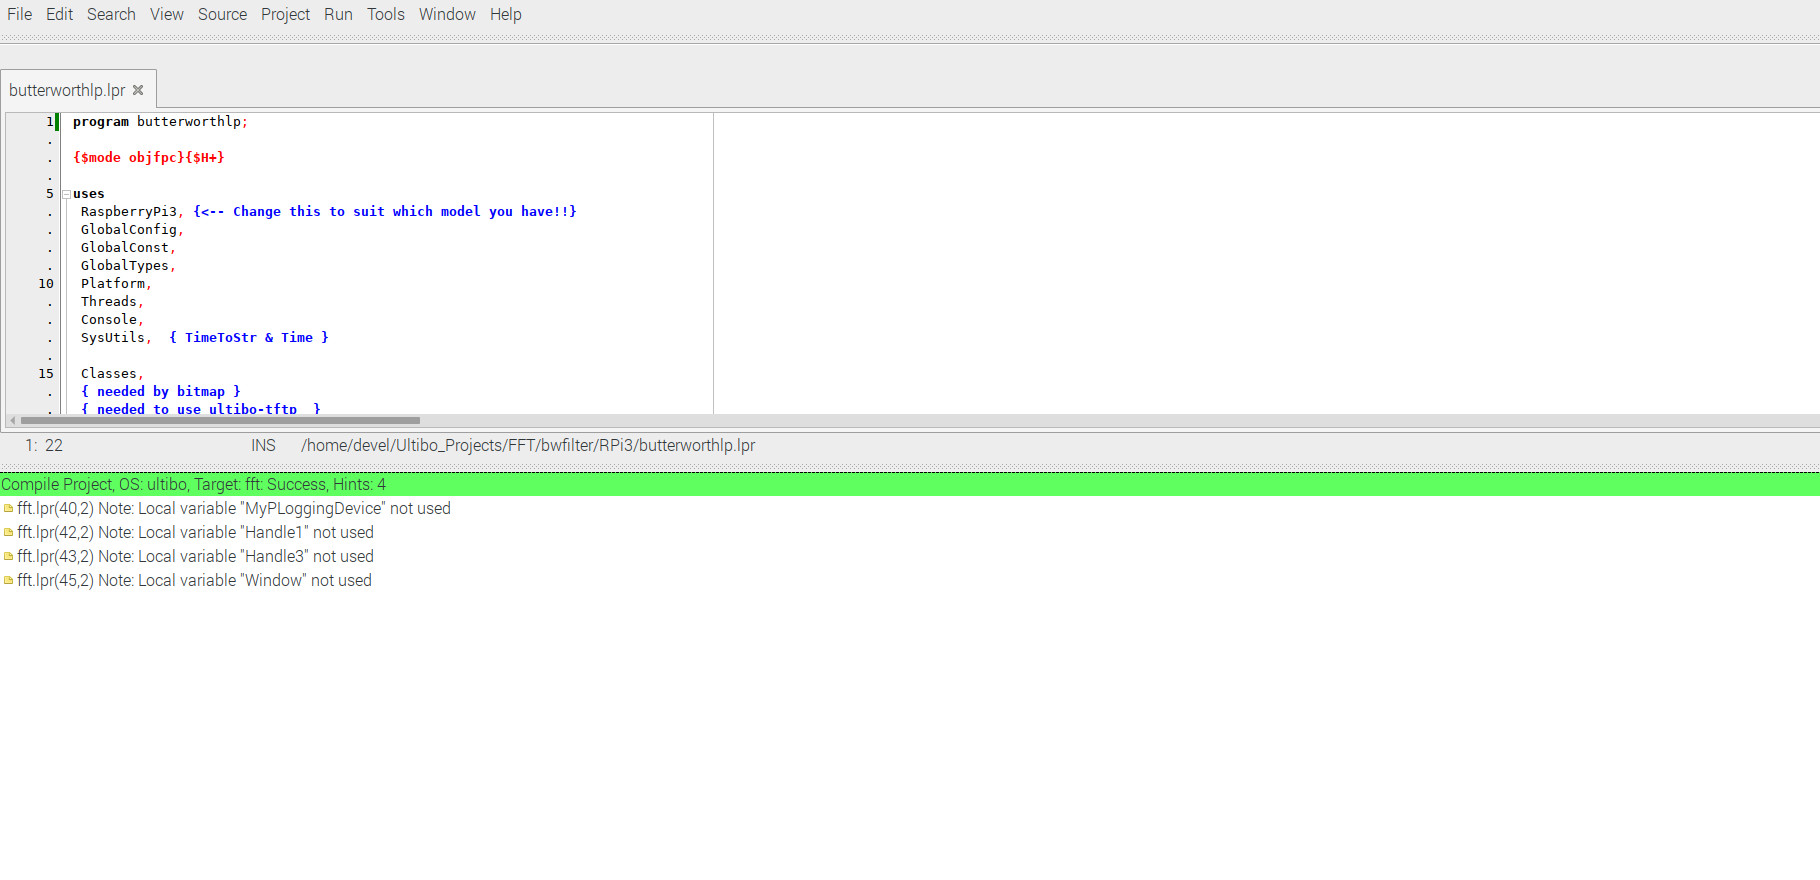 File Edit Search View Source Project Run Tools Window Help
butterworthlp.lpr
1 program butterworthlp;
.
. {$mode objfpc}{$H+}
.
5 uses
. RaspberryPi3, {<-- Change this to suit which model you have!!}
. GlobalConfig,
. GlobalConst,
. GlobalTypes,
10 Platform,
. Threads,
. Console,
. SysUtils,  { TimeToStr & Time }
.
15 Classes,
. { needed by bitmap }
. { needed to use ultibo-tftp  }
1: 22 INS /home/devel/Ultibo_Projects/FFT/bwfilter/RPi3/butterworthlp.lpr
Compile Project, OS: ultibo, Target: fft: Success, Hints: 4
fft.lpr(40,2) Note: Local variable "MyPLoggingDevice" not used
fft.lpr(42,2) Note: Local variable "Handle1" not used
fft.lpr(43,2) Note: Local variable "Handle3" not used
fft.lpr(45,2) Note: Local variable "Window" not used